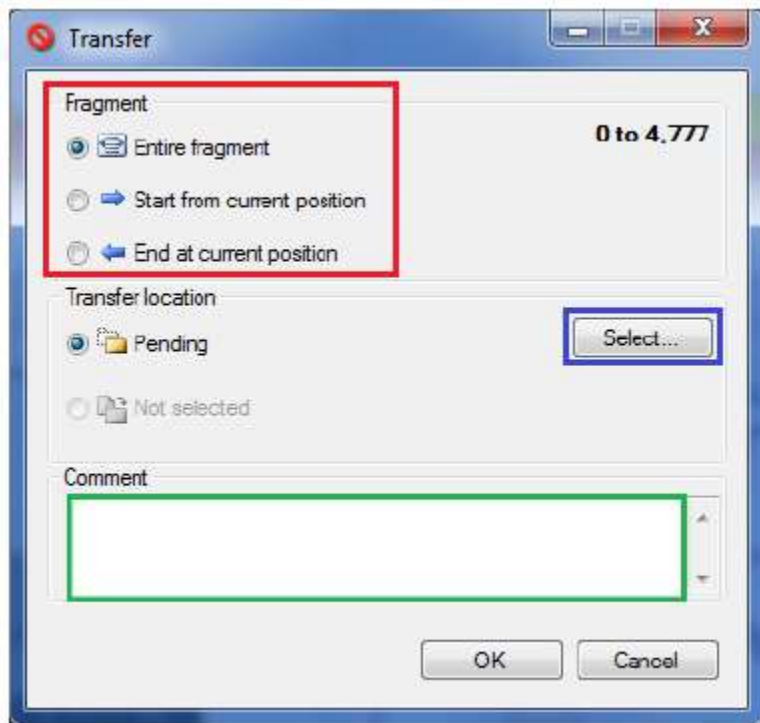 Transfer
Fragment
0 to 4,777
Entire fragment
Start from current position
End at current position
Transfer location
Pending
Select...
Not selected
Comment
OK
Cancel